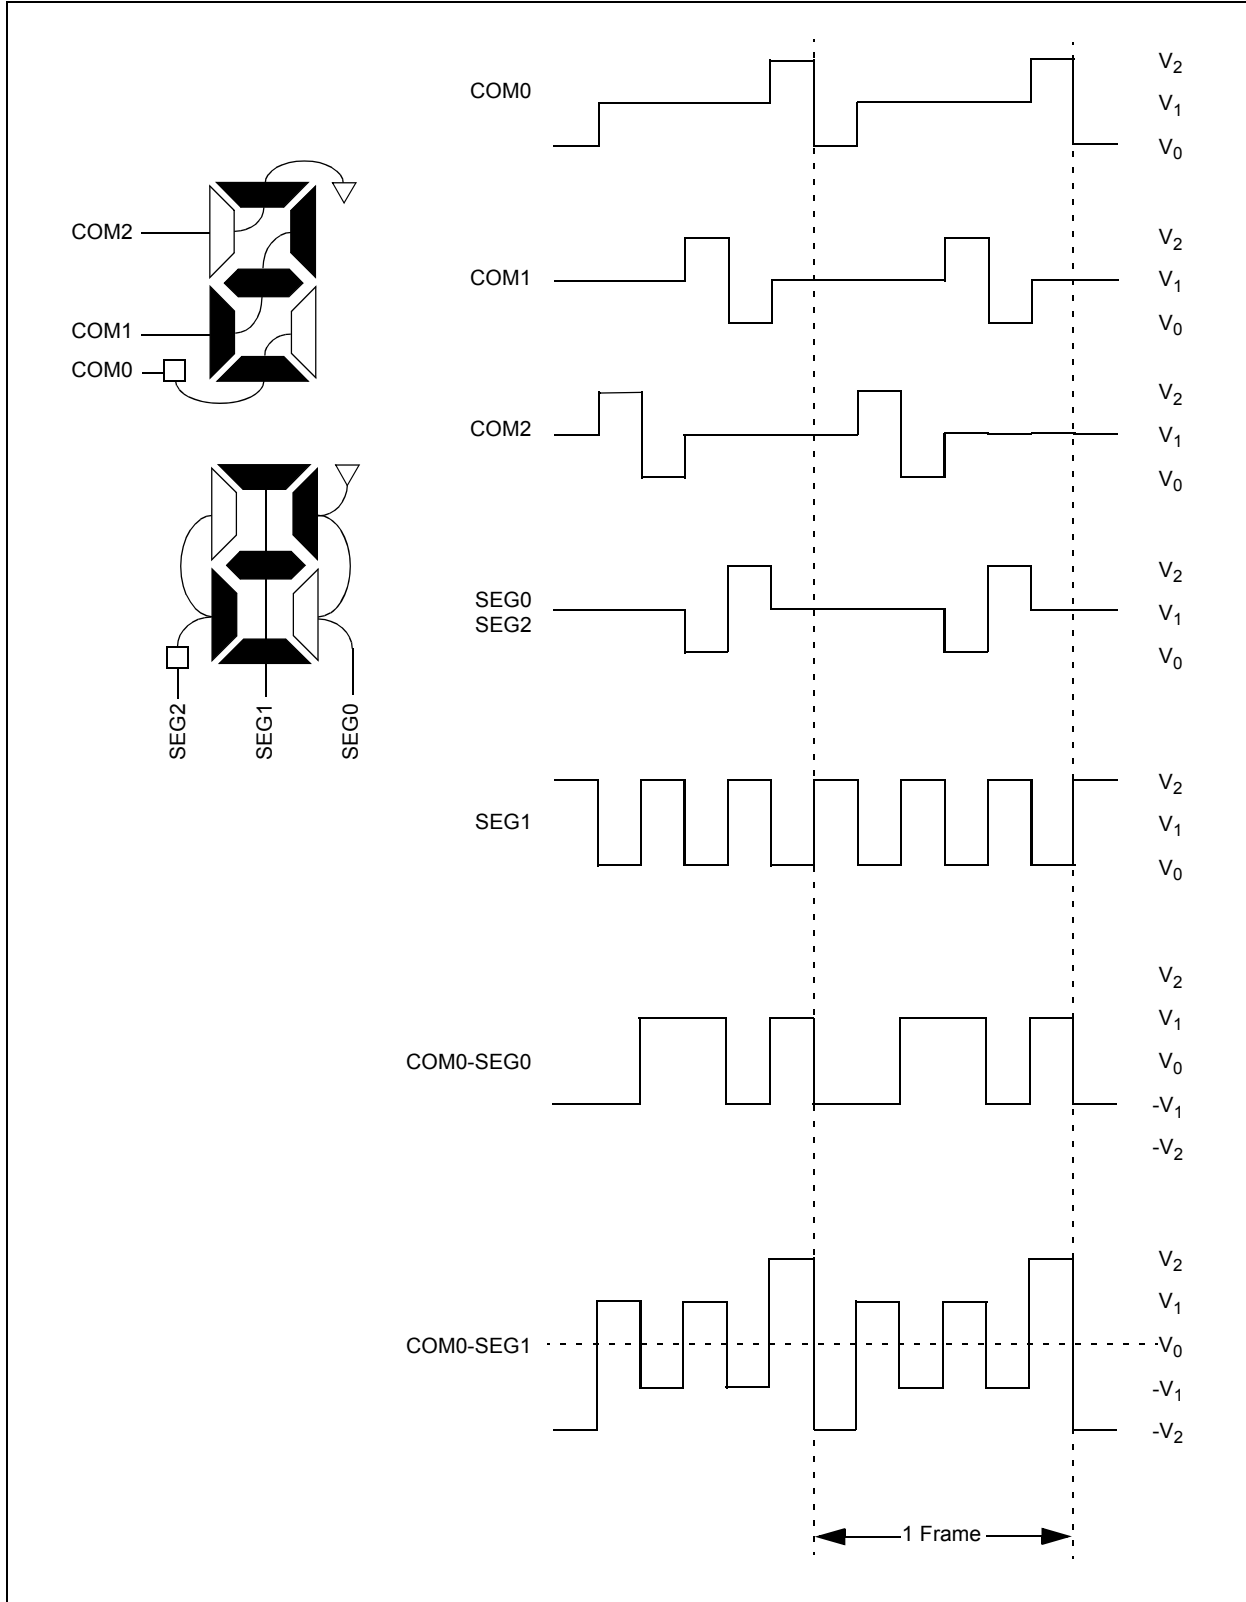 COM2
COM1
COM0
SEG2
SEG1
SEG0
COM0
V2
V1
V0
COM1
V2
V1
V0
COM2
V2
V1
V0
SEG0
SEG2
V2
V1
V0
SEG1
V2
V1
V0
COM0-SEG0
V2
V1
V0
-V1
-V2
COM0-SEG1
V2
V1
V0
-V1
-V2
1 Frame